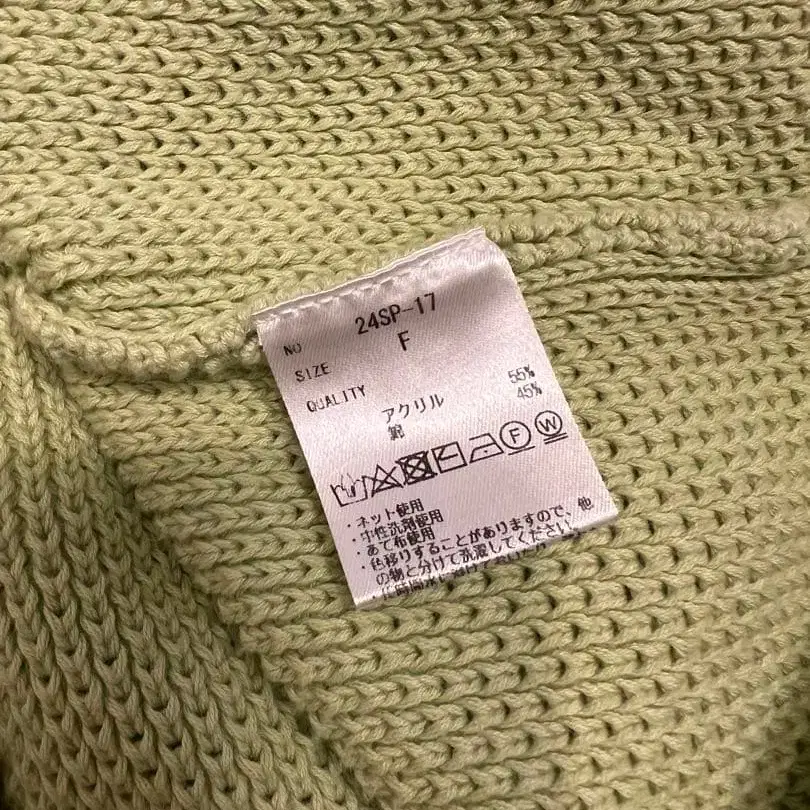 NO 24SP-17
SIZE F
QUALITY
アクリル 55%
綿 45%
F W
・ネット使用
・中性洗剤使用
・あて布使用
・色移りすることがありますので、他
の物と分けて洗濯してください。